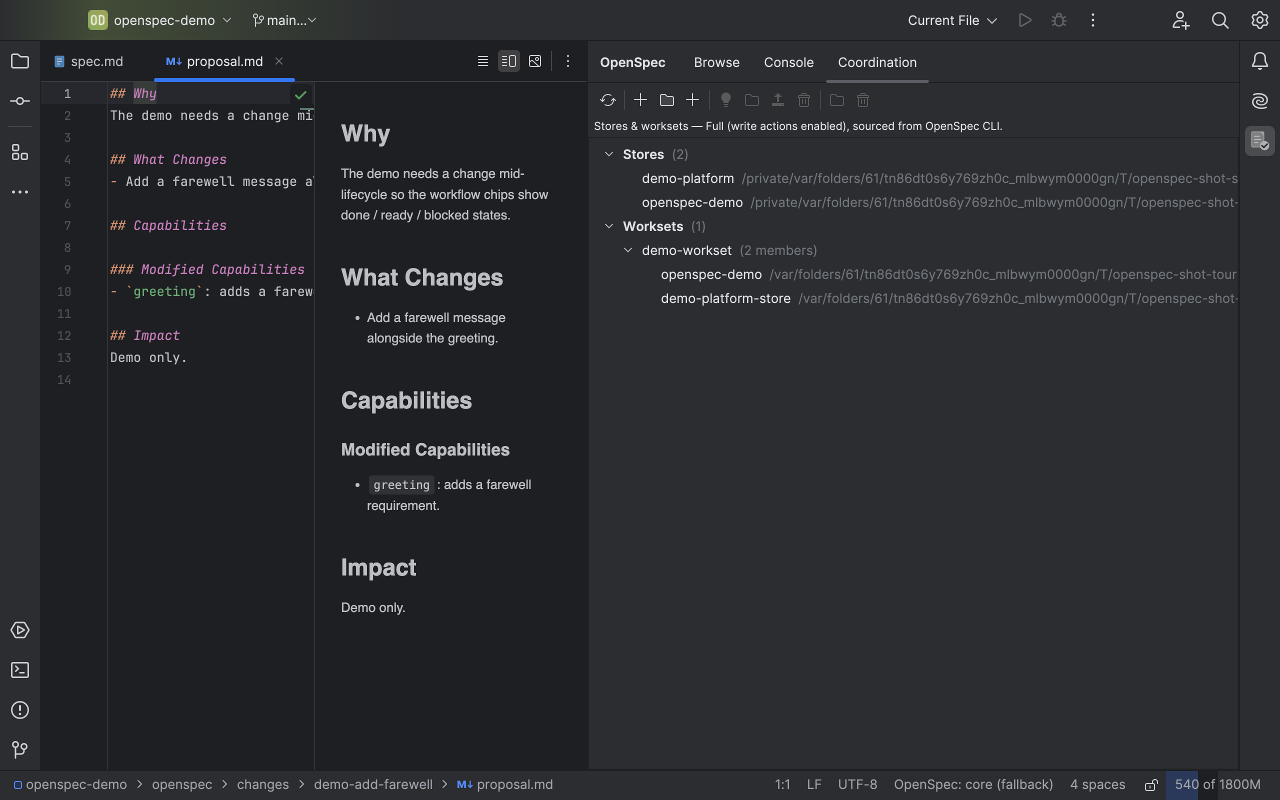 OD openspec-demo main... Current File
spec.md proposal.md
OpenSpec Browse Console Coordination
Stores & worksets — Full (write actions enabled), sourced from OpenSpec CLI.
Stores (2)
demo-platform /private/var/folders/61/tn86dt0s6y769zh0c_mlbwym0000gn/T/openspec-shot-s
openspec-demo /private/var/folders/61/tn86dt0s6y769zh0c_mlbwym0000gn/T/openspec-shot-
Worksets (1)
demo-workset (2 members)
openspec-demo /var/folders/61/tn86dt0s6y769zh0c_mlbwym0000gn/T/openspec-shot-tour
demo-platform-store /var/folders/61/tn86dt0s6y769zh0c_mlbwym0000gn/T/openspec-shot-
1 ## Why
2 The demo needs a change mi
3
4 ## What Changes
5 - Add a farewell message a
6
7 ## Capabilities
8
9 ### Modified Capabilities
10 - `greeting`: adds a farew
11
12 ## Impact
13 Demo only.
14
Why
The demo needs a change mid-
lifecycle so the workflow chips show
done / ready / blocked states.
What Changes
• Add a farewell message
alongside the greeting.
Capabilities
Modified Capabilities
• greeting : adds a farewell
requirement.
Impact
Demo only.
openspec-demo > openspec > changes > demo-add-farewell > proposal.md
1:1 LF UTF-8 OpenSpec: core (fallback) 4 spaces 540 of 1800M